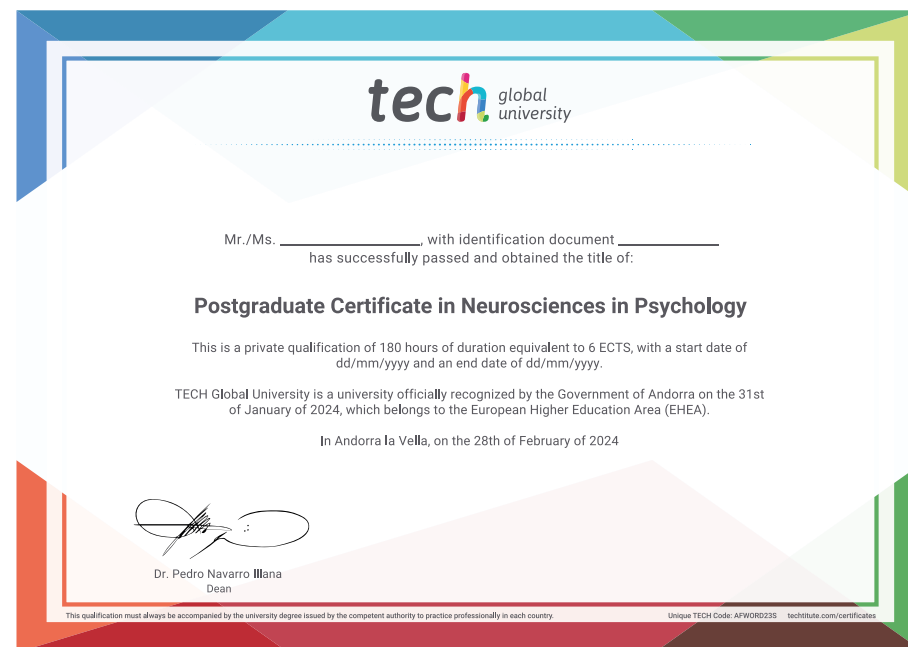 tech global
university
Mr./Ms. ____________________, with identification document ______________
has successfully passed and obtained the title of:
Postgraduate Certificate in Neurosciences in Psychology
This is a private qualification of 180 hours of duration equivalent to 6 ECTS, with a start date of
dd/mm/yyyy and an end date of dd/mm/yyyy.
TECH Global University is a university officially recognized by the Government of Andorra on the 31st
of January of 2024, which belongs to the European Higher Education Area (EHEA).
In Andorra la Vella, on the 28th of February of 2024
Dr. Pedro Navarro Illana
Dean
This qualification must always be accompanied by the university degree issued by the competent authority to practice professionally in each country. Unique TECH Code: AFWORD23S techtitute.com/certificates